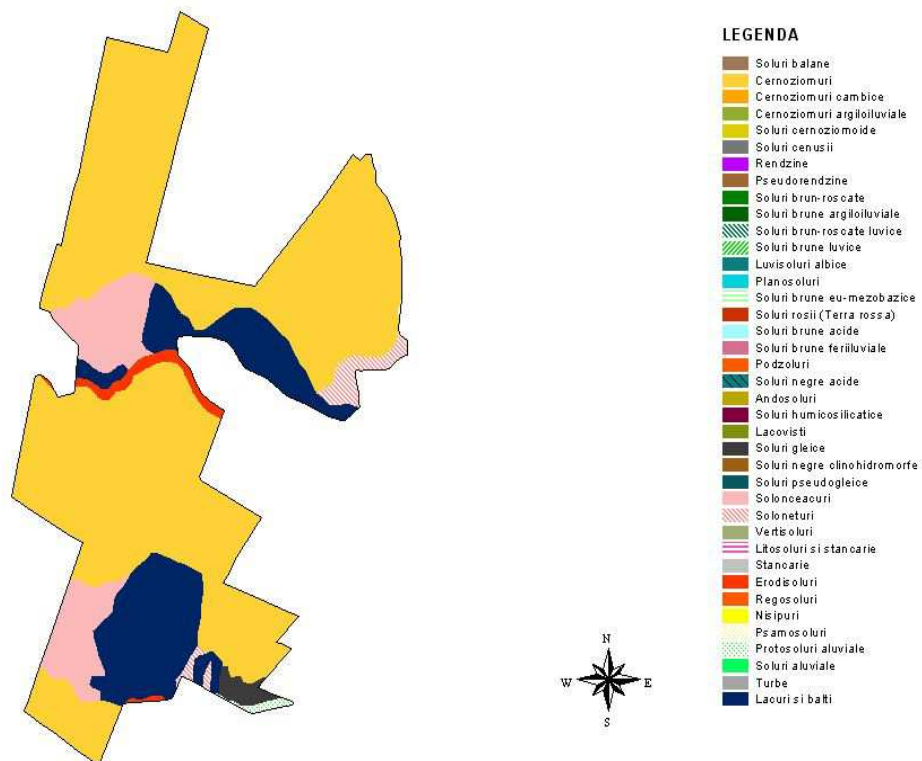 LEGENDA
Soluri balane
Cernoziomuri
Cernoziomuri cambice
Cernoziomuri argiloiluviale
Soluri cernoziomoide
Soluri cenusii
Rendzine
Pseudorendzine
Soluri brun-roscate
Soluri brune argiloiluviale
Soluri brun-roscate luvice
Soluri brune luvice
Luvisoluri albice
Planosoluri
Soluri brune eu-mezobazice
Soluri rosii (Terra rossa)
Soluri brune acide
Soluri brune feriiluviale
Podzoluri
Soluri negre acide
Andosoluri
Soluri humicosilicatice
Lacovisti
Soluri gleice
Soluri negre clinohidromorfe
Soluri pseudogleice
Solonceacuri
Soloneturi
Vertisoluri
Litosoluri si stancarie
Stancarie
Erodisoluri
Regosoluri
Nisipuri
Psamosoluri
Protosoluri aluviale
Soluri aluviale
Turbe
Lacuri si balti
N
W E
S